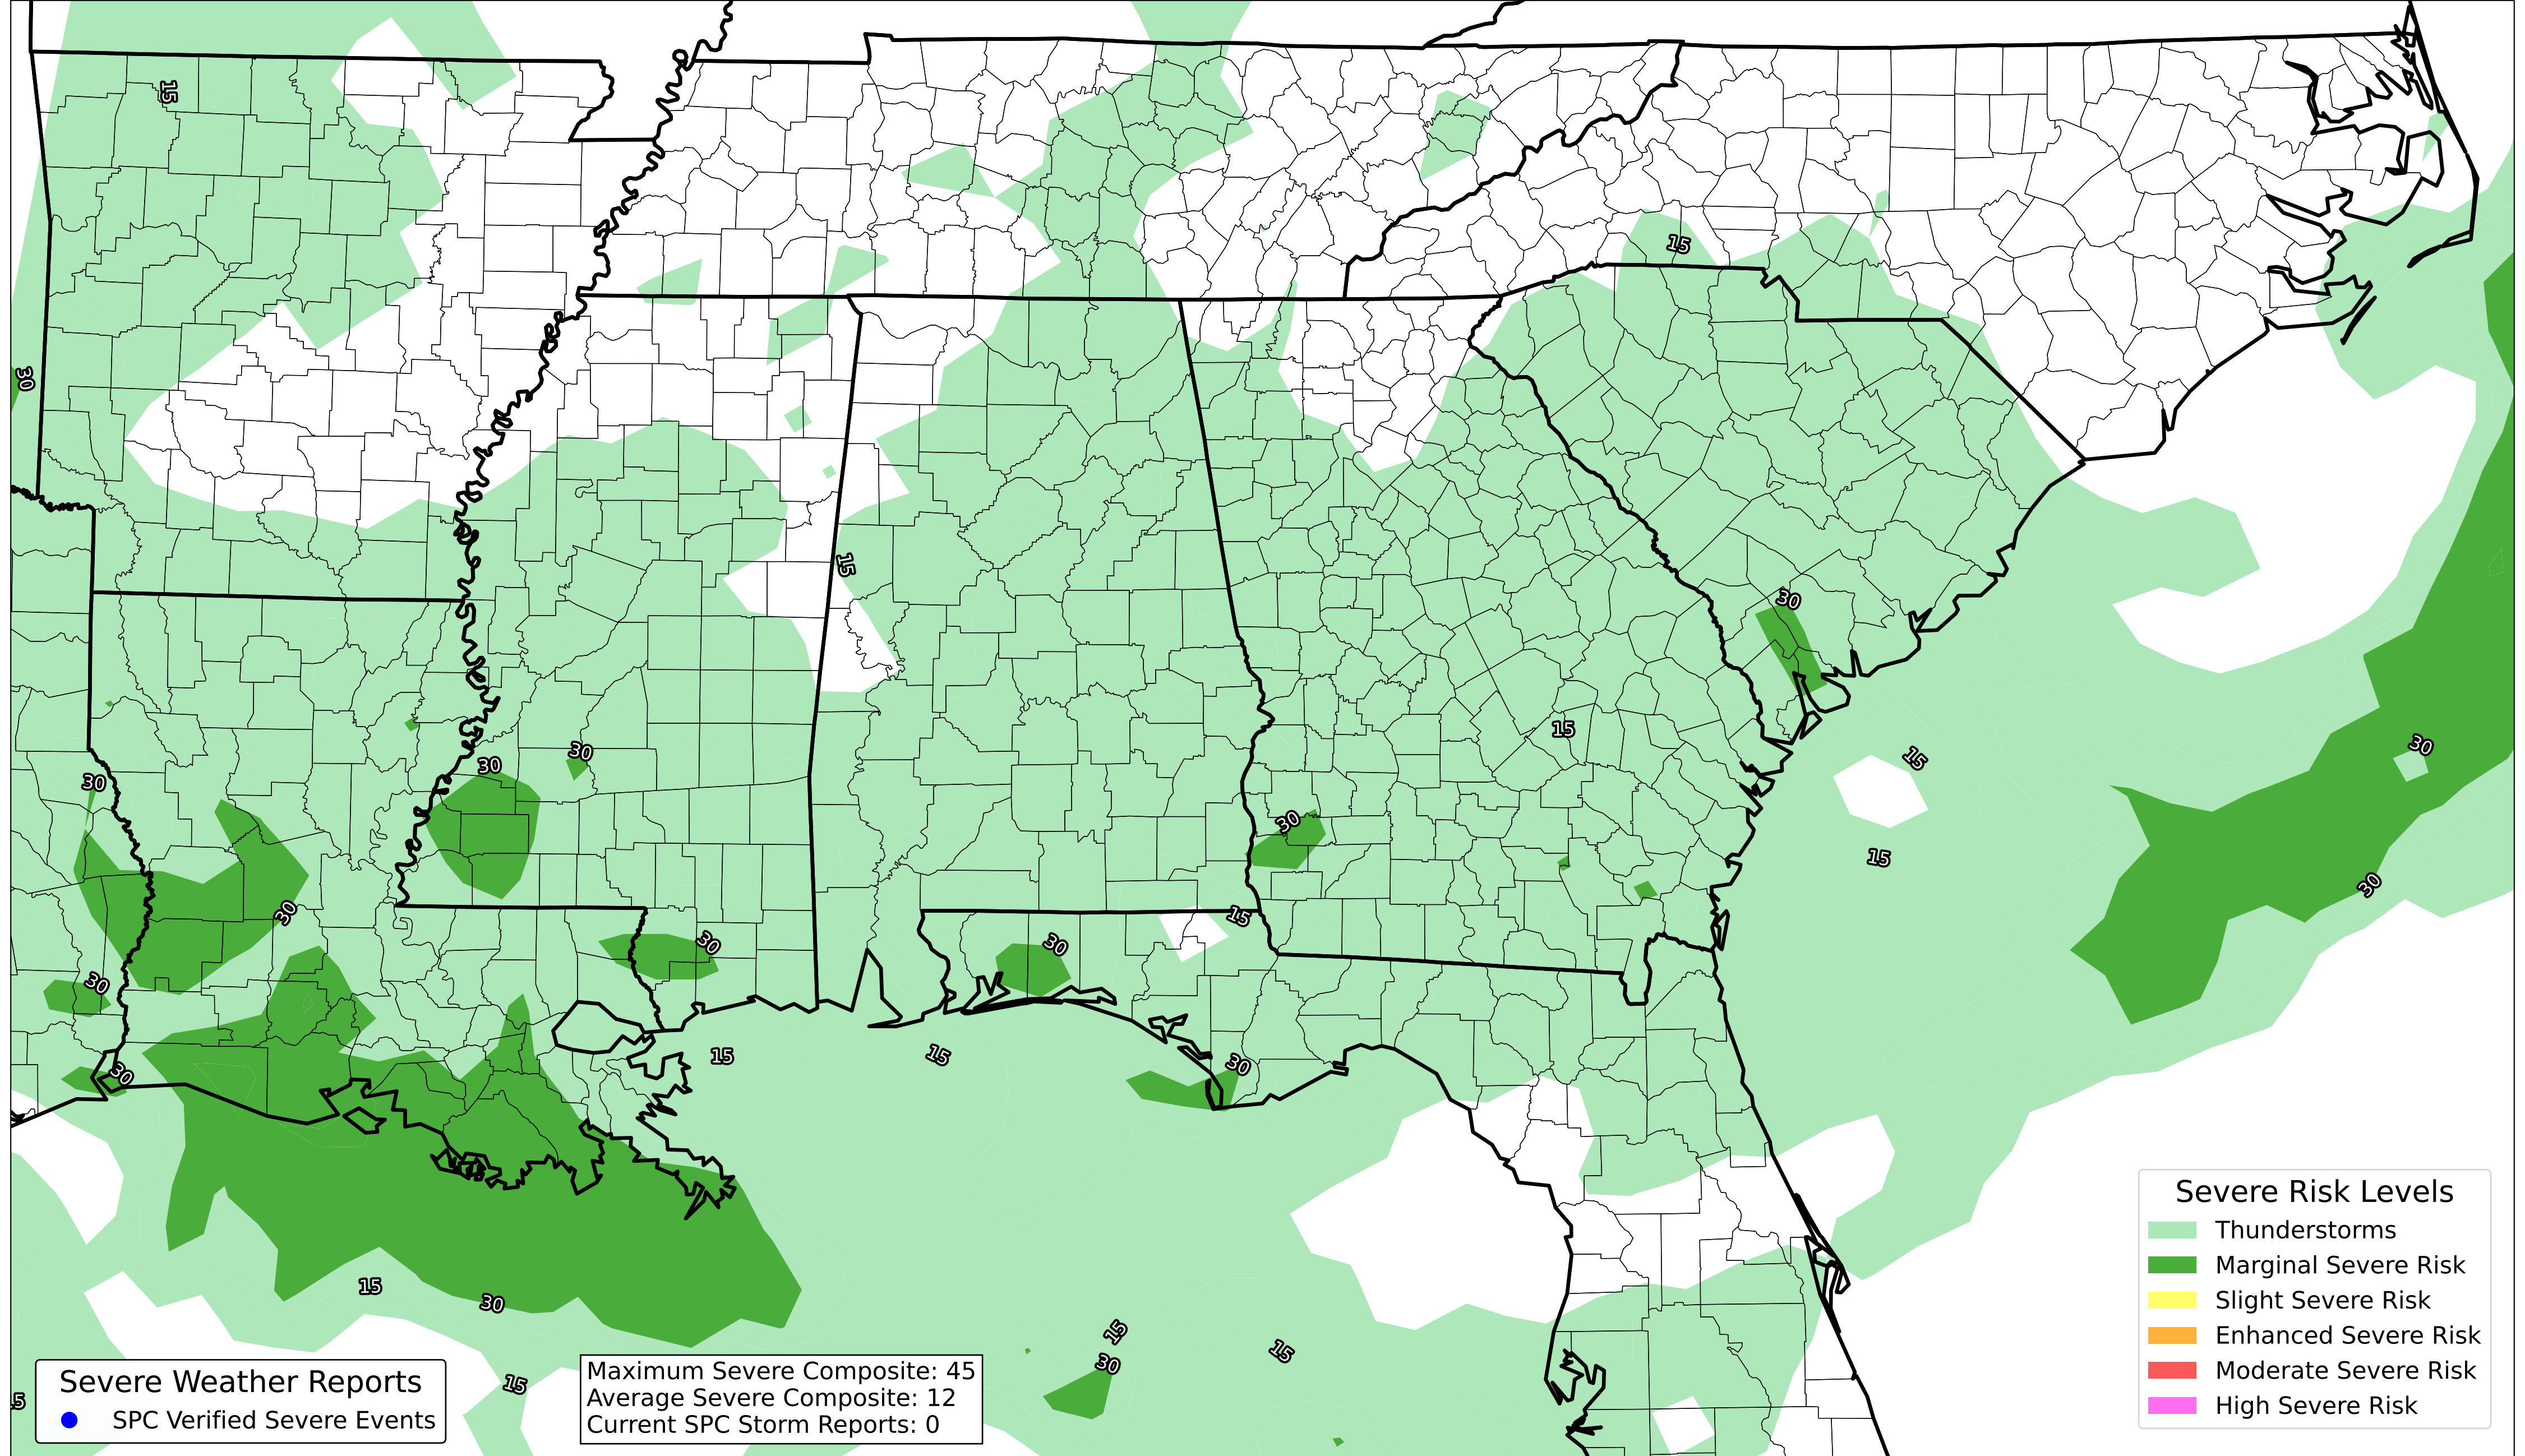 15
15
30
15
30
30
30
30
30
15
15
30
30
15
30
15
30
30
30
15
30
30
30
15
15
15
30
15
30
15
15
30
15
5
Severe Risk Levels
Thunderstorms
Marginal Severe Risk
Slight Severe Risk
Enhanced Severe Risk
Moderate Severe Risk
High Severe Risk
Severe Weather Reports
SPC Verified Severe Events
Maximum Severe Composite: 45
Average Severe Composite: 12
Current SPC Storm Reports: 0